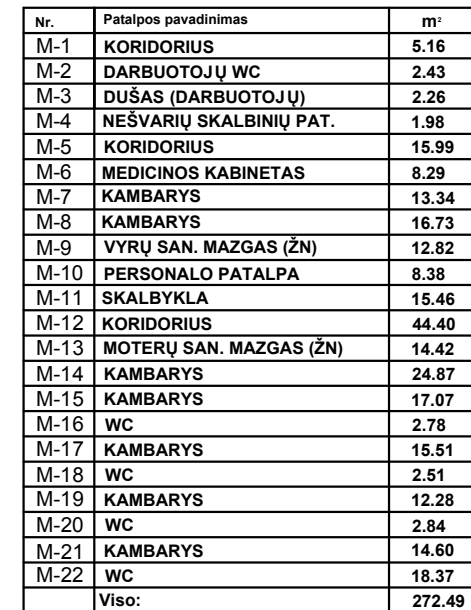 Nr. Patalpos pavadinimas m²
M-1 KORIDORIUS 5.16
M-2 DARBUOTOJŲ WC 2.43
M-3 DUŠAS (DARBUOTOJŲ) 2.26
M-4 NEŠVARIŲ SKALBINIŲ PAT. 1.98
M-5 KORIDORIUS 15.99
M-6 MEDICINOS KABINETAS 8.29
M-7 KAMBARYS 13.34
M-8 KAMBARYS 16.73
M-9 VYRŲ SAN. MAZGAS (ŽN) 12.82
M-10 PERSONALO PATALPA 8.38
M-11 SKALBYKLA 15.46
M-12 KORIDORIUS 44.40
M-13 MOTERŲ SAN. MAZGAS (ŽN) 14.42
M-14 KAMBARYS 24.87
M-15 KAMBARYS 17.07
M-16 WC 2.78
M-17 KAMBARYS 15.51
M-18 WC 2.51
M-19 KAMBARYS 12.28
M-20 WC 2.84
M-21 KAMBARYS 14.60
M-22 WC 18.37
Viso: 272.49